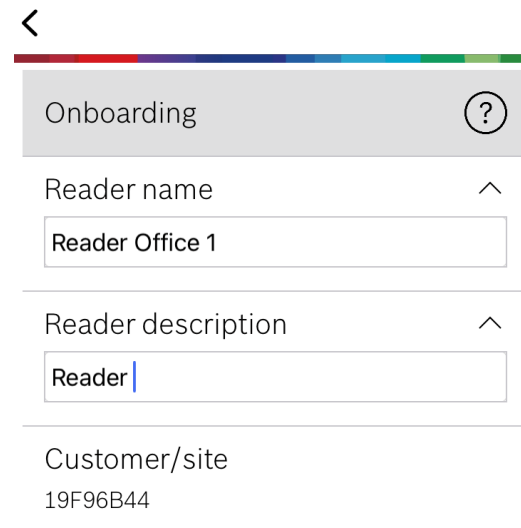 Onboarding
?
Reader name
Reader Office 1
Reader description
Reader
Customer/site
19F96B44